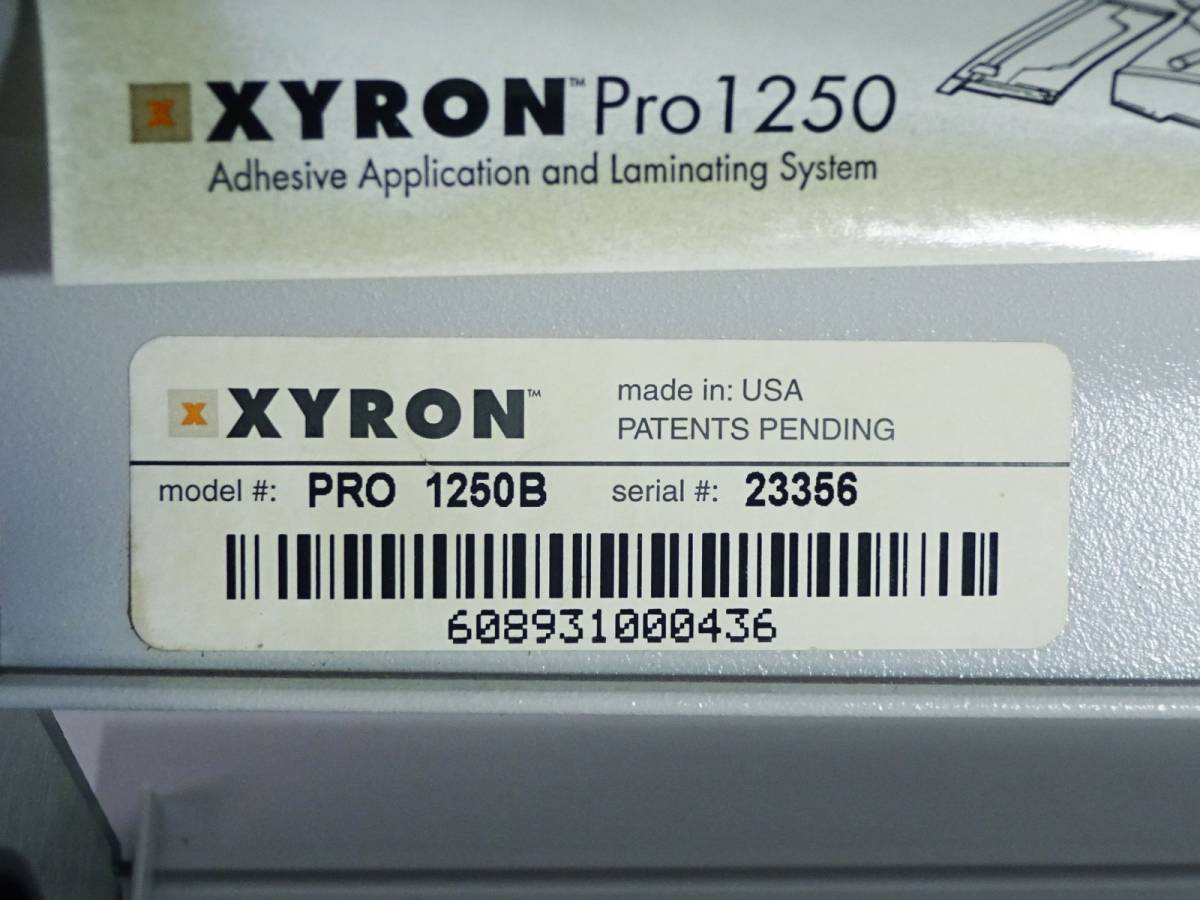 XYRON™ Pro 1250
Adhesive Application and Laminating System
XYRON™
made in: USA
PATENTS PENDING
model #: PRO 1250B serial #: 23356
608931000436